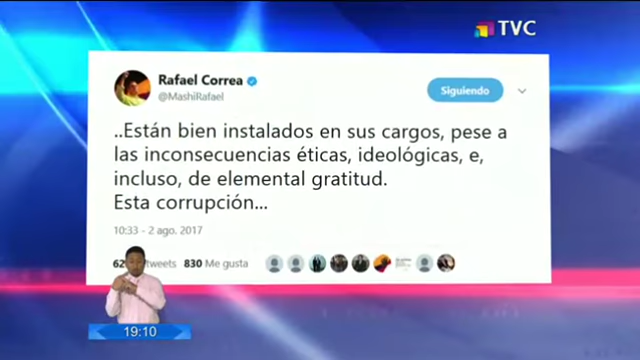 TVC
Rafael Correa
@MashiRafael
Siguiendo
..Están bien instalados en sus cargos, pese a
las inconsecuencias éticas, ideológicas, e,
incluso, de elemental gratitud.
Esta corrupción...
10:33 - 2 ago. 2017
830 Me gusta
19:10